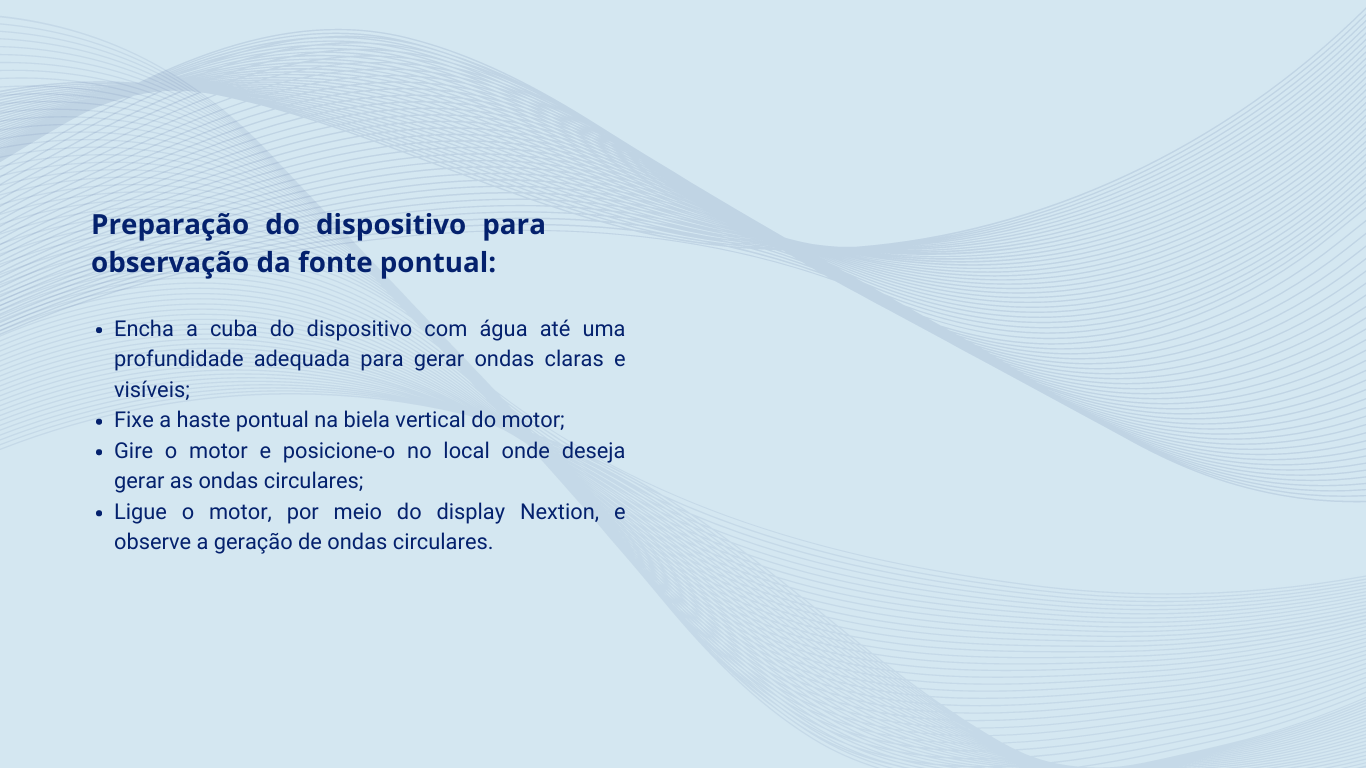 Preparação do dispositivo para
observação da fonte pontual:
• Encha a cuba do dispositivo com água até uma
profundidade adequada para gerar ondas claras e
visíveis;
• Fixe a haste pontual na biela vertical do motor;
• Gire o motor e posicione-o no local onde deseja
gerar as ondas circulares;
• Ligue o motor, por meio do display Nextion, e
observe a geração de ondas circulares.